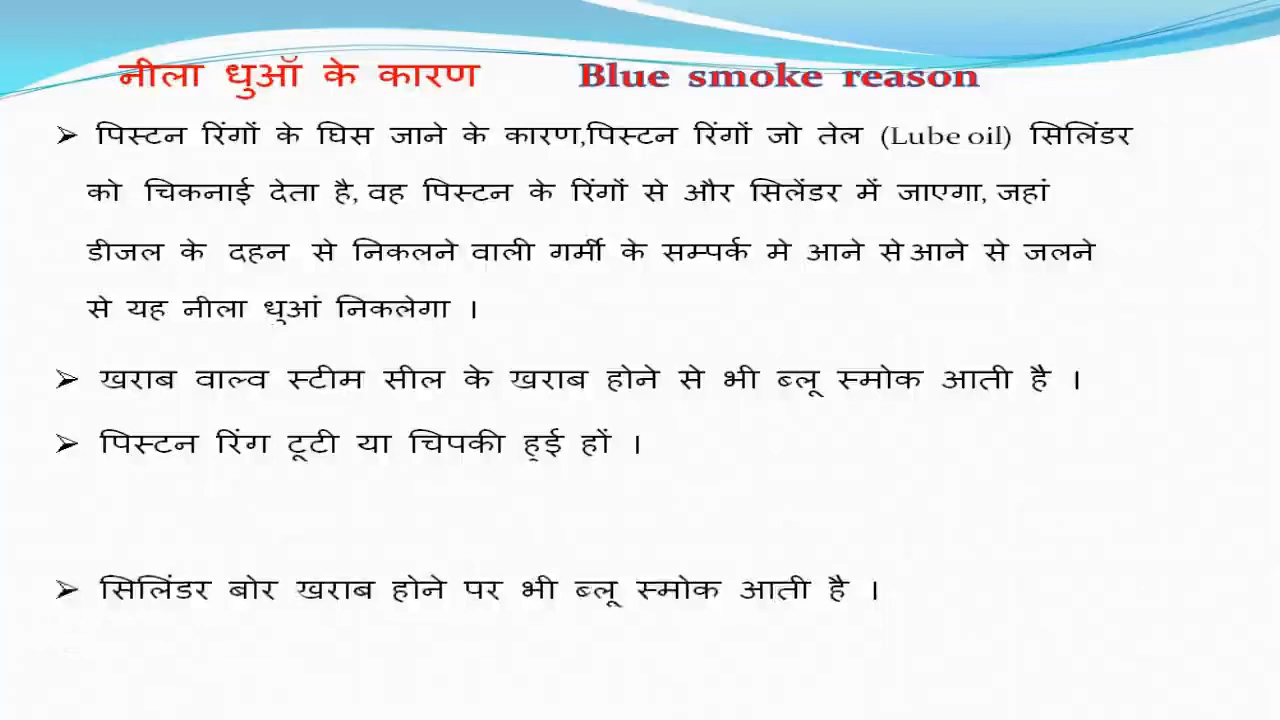 नीला धुऑ के कारण Blue smoke reason
➢ पिस्टन रिंगों के घिस जाने के कारण,पिस्टन रिंगों जो तेल (Lube oil) सिलिंडर
को चिकनाई देता है, वह पिस्टन के रिंगों से और सिलेंडर में जाएगा, जहां
डीजल के दहन से निकलने वाली गर्मी के सम्पर्क मे आने से आने से जलने
से यह नीला धुआं निकलेगा ।
➢ खराब वाल्व स्टीम सील के खराब होने से भी ब्लू स्मोक आती है ।
➢ पिस्टन रिंग टूटी या चिपकी हुई हों ।
➢ सिलिंडर बोर खराब होने पर भी ब्लू स्मोक आती है ।